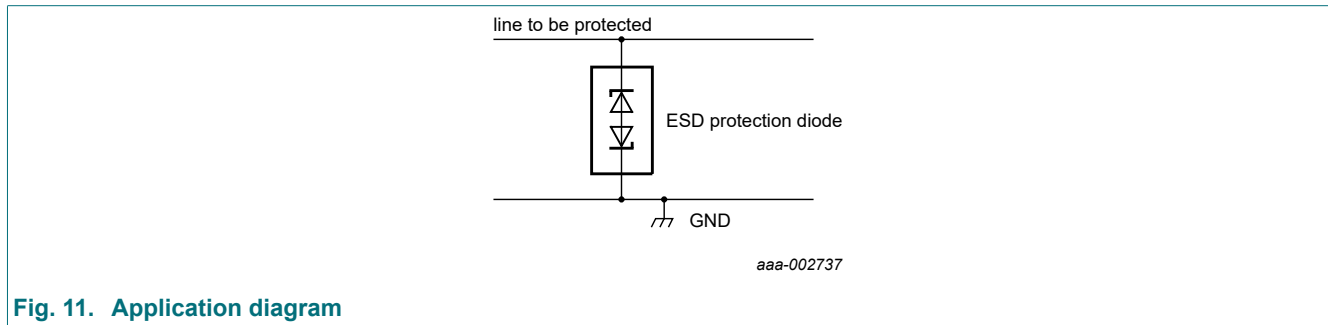 line to be protected
ESD protection diode
GND
aaa-002737
Fig. 11. Application diagram